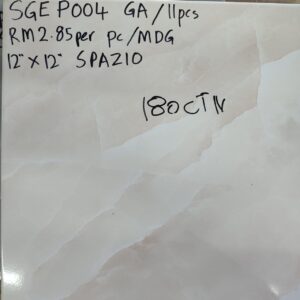 SGE P004 GA/11pcs
RM2.85per pc/MDG
12"X12" SPAZIO
180CTN